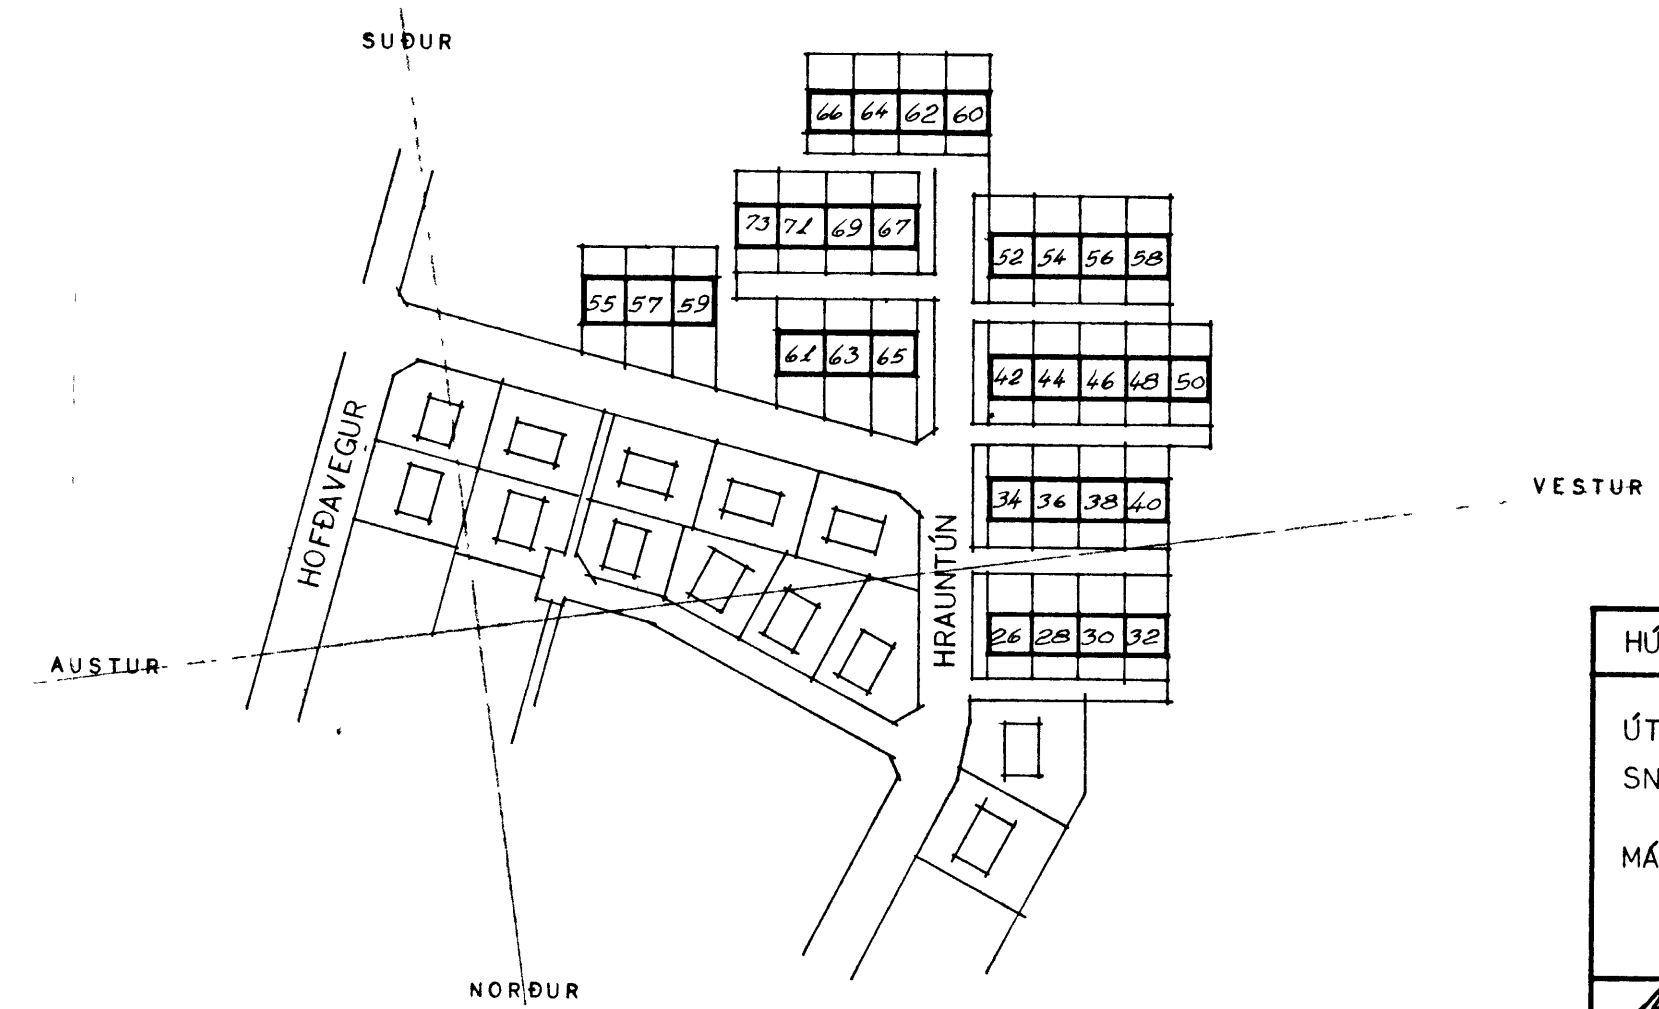 SUÐUR
66 64 62 60
73 71 69 67
52 54 56 58
55 57 59
61 63 65
42 44 46 48 50
HOFÐAVEGUR
34 36 38 40
VESTUR
HRAUNTÚN
26 28 30 32
AUSTUR
HÚ
ÚT
SN
MÁ
NORÐUR